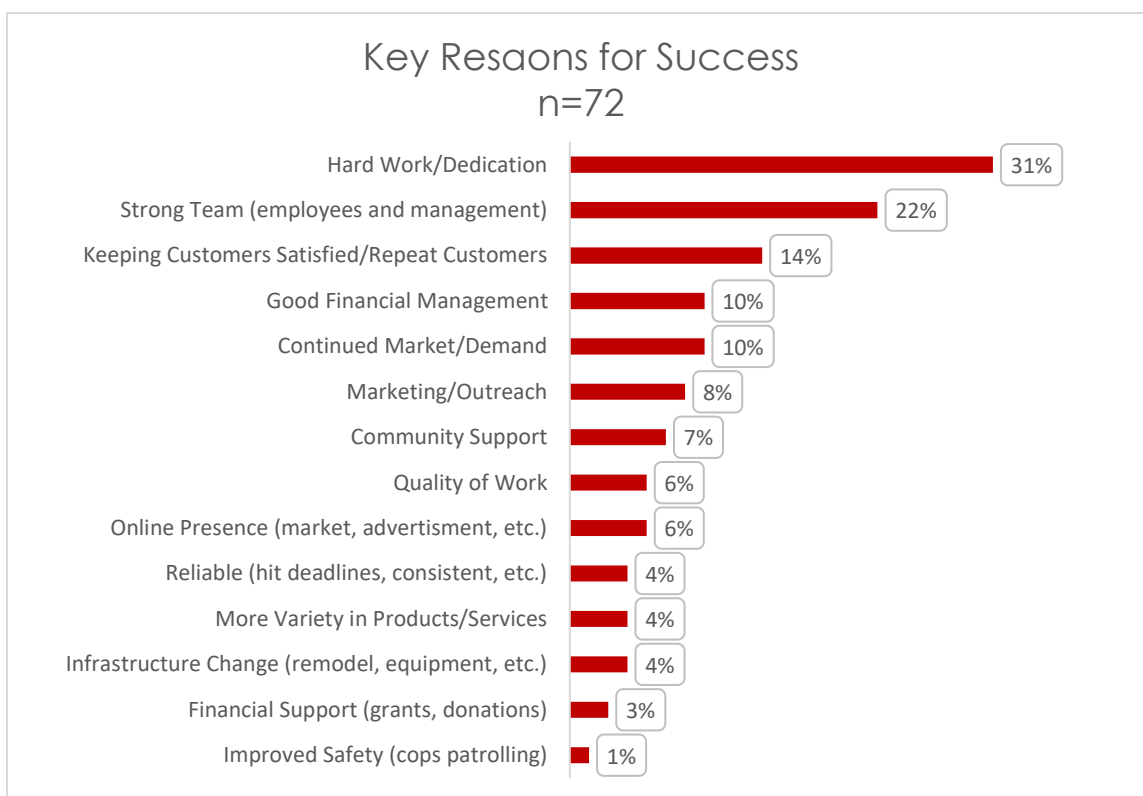 Key Resaons for Success
n=72
Hard Work/Dedication 31%
Strong Team (employees and management) 22%
Keeping Customers Satisfied/Repeat Customers 14%
Good Financial Management 10%
Continued Market/Demand 10%
Marketing/Outreach 8%
Community Support 7%
Quality of Work 6%
Online Presence (market, advertisment, etc.) 6%
Reliable (hit deadlines, consistent, etc.) 4%
More Variety in Products/Services 4%
Infrastructure Change (remodel, equipment, etc.) 4%
Financial Support (grants, donations) 3%
Improved Safety (cops patrolling) 1%